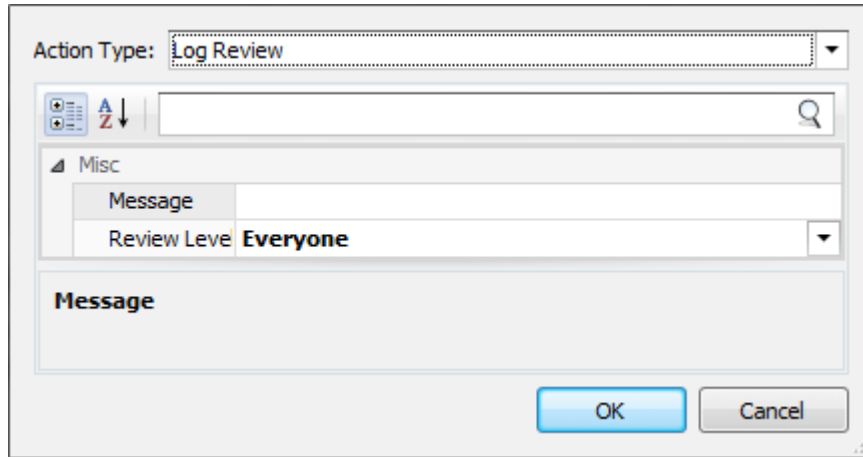 Action Type: Log Review
A
Z
Misc
Message
Review Leve Everyone
Message
OK Cancel